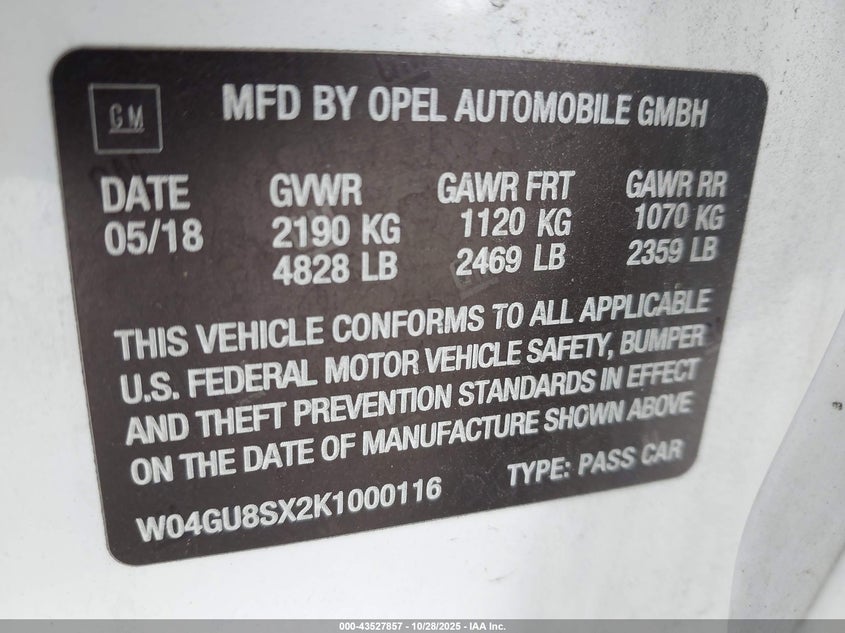 GM
MFD BY OPEL AUTOMOBILE GMBH
DATE GVWR GAWR FRT GAWR RR
05/18 2190 KG 1120 KG 1070 KG
4828 LB 2469 LB 2359 LB
THIS VEHICLE CONFORMS TO ALL APPLICABLE
U.S. FEDERAL MOTOR VEHICLE SAFETY, BUMPER
AND THEFT PREVENTION STANDARDS IN EFFECT
ON THE DATE OF MANUFACTURE SHOWN ABOVE
W04GU8SX2K1000116 TYPE: PASS CAR
000-43527857 - 10/28/2025 - IAA Inc.